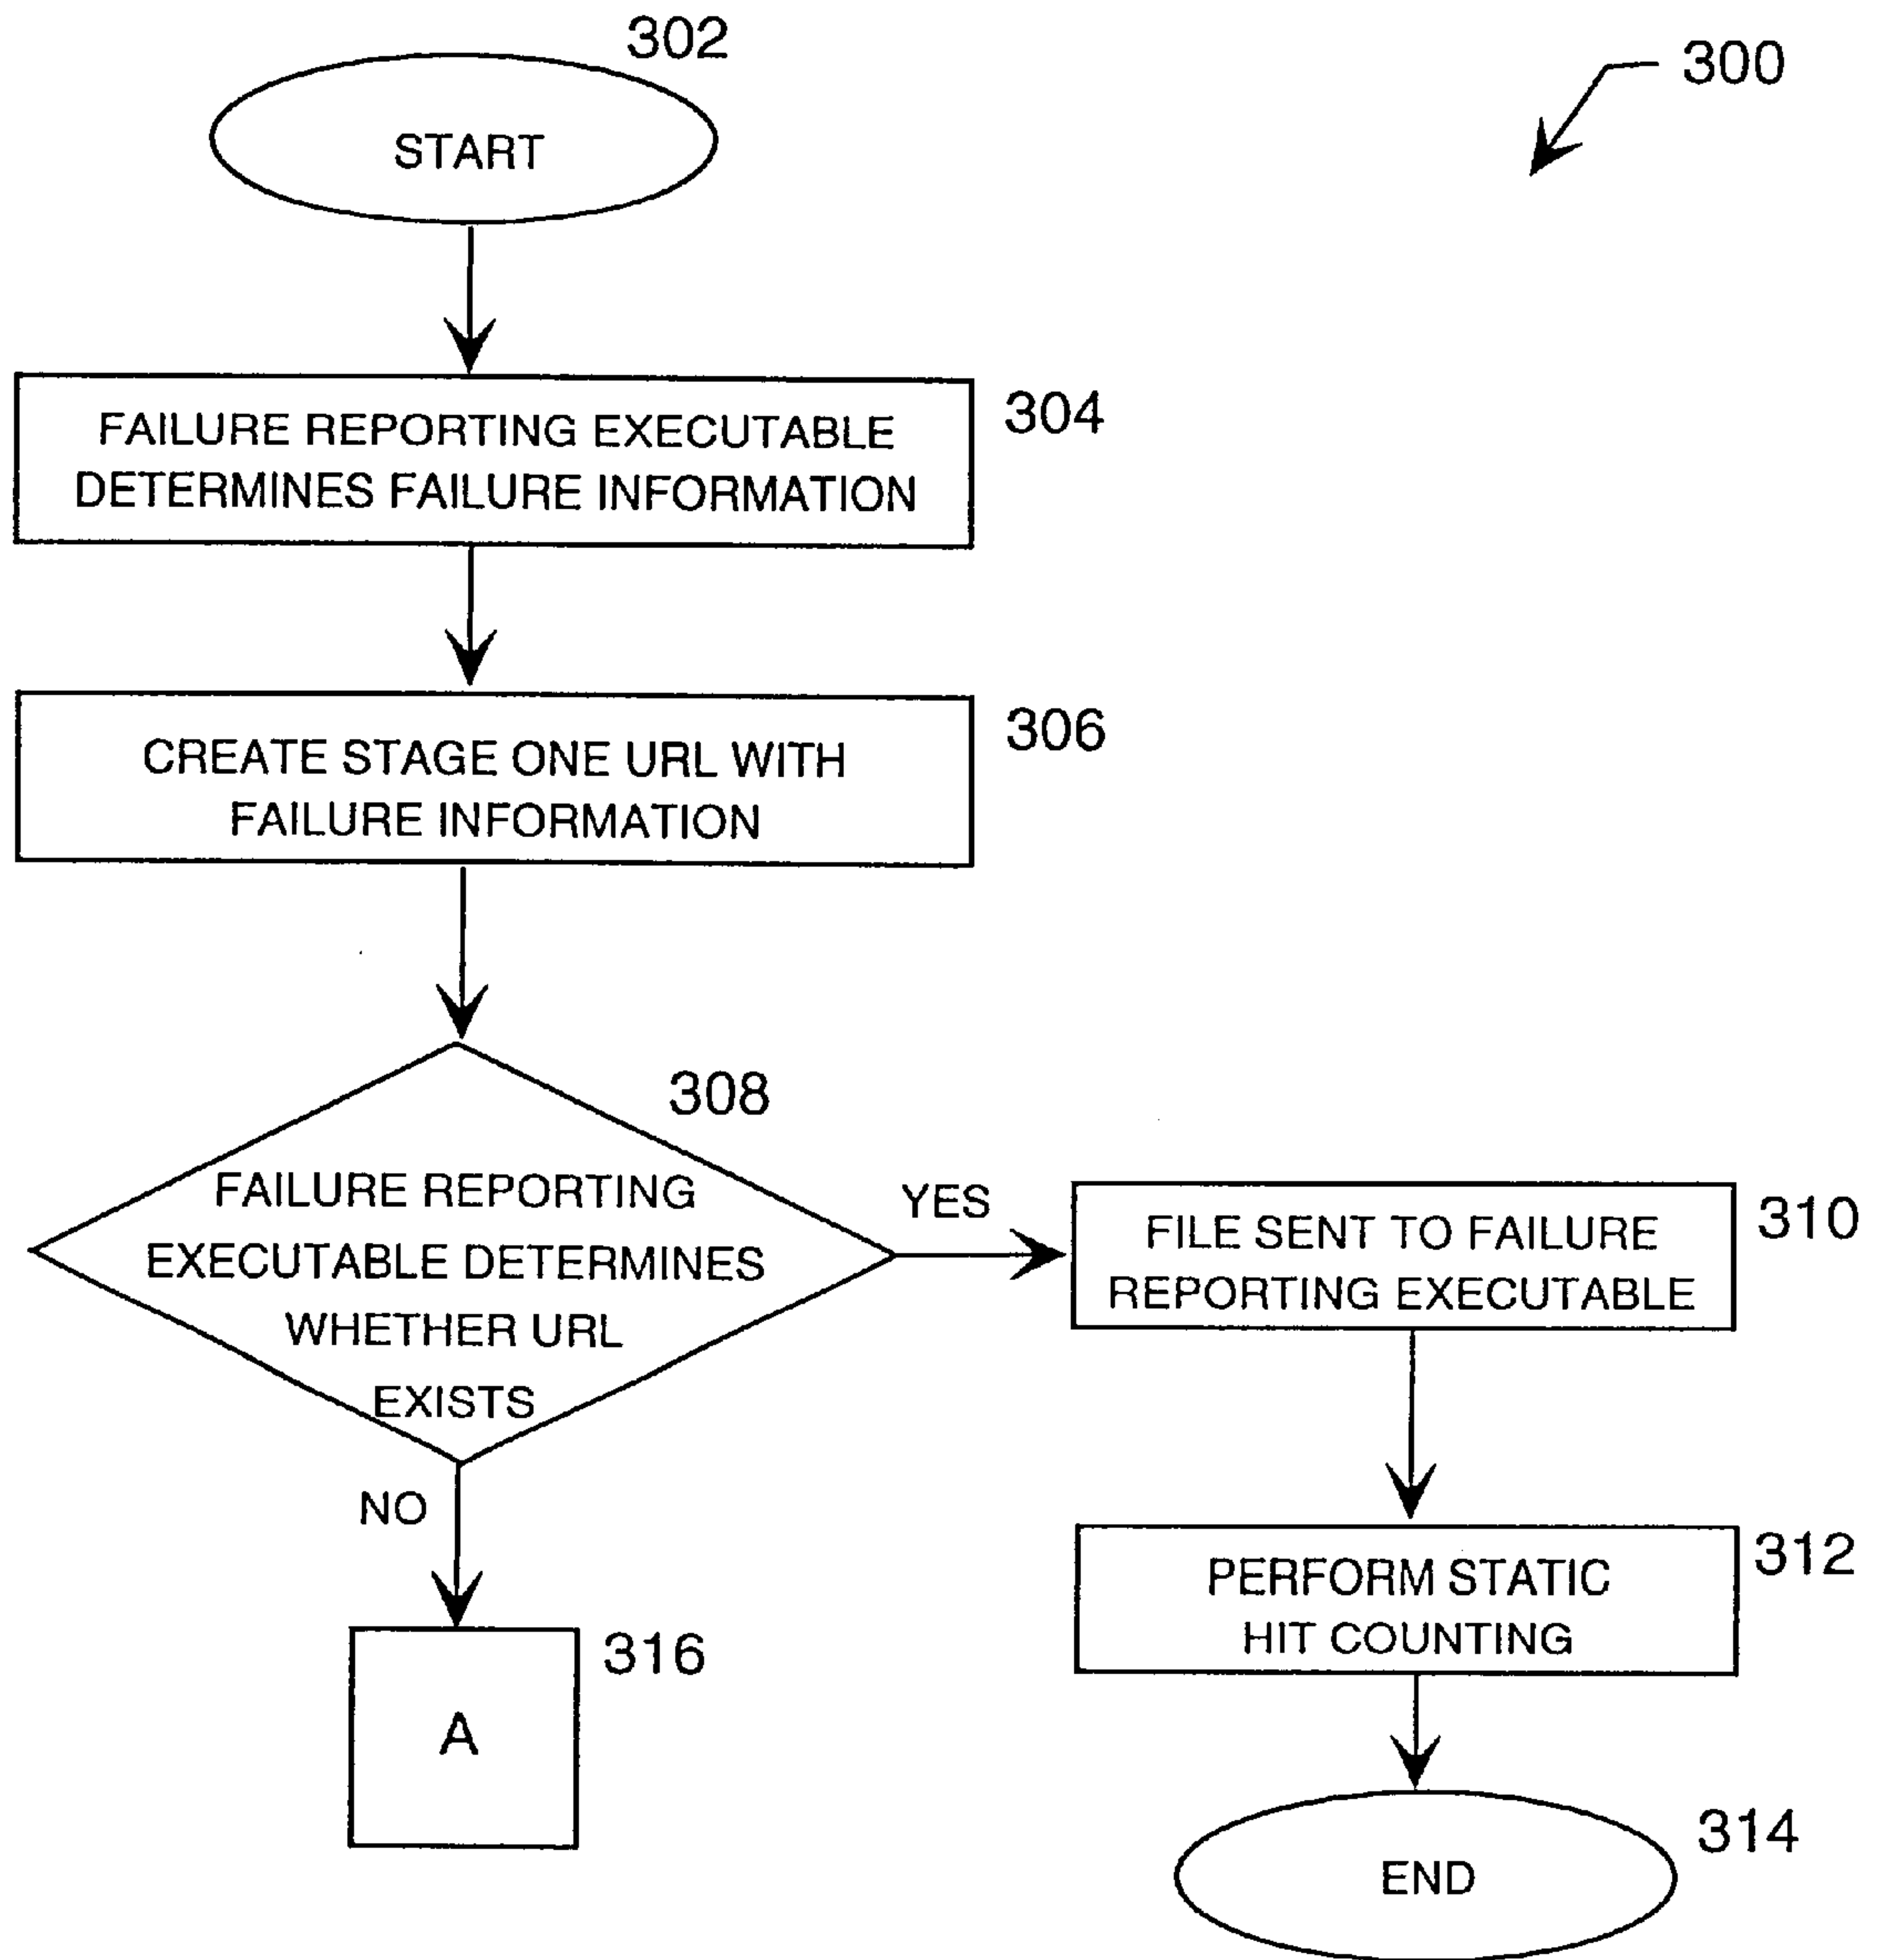 302
300
START
FAILURE REPORTING EXECUTABLE
DETERMINES FAILURE INFORMATION
304
CREATE STAGE ONE URL WITH
FAILURE INFORMATION
306
308
FAILURE REPORTING
EXECUTABLE DETERMINES
WHETHER URL
EXISTS
YES
FILE SENT TO FAILURE
REPORTING EXECUTABLE
310
NO
PERFORM STATIC
HIT COUNTING
312
A
316
END
314